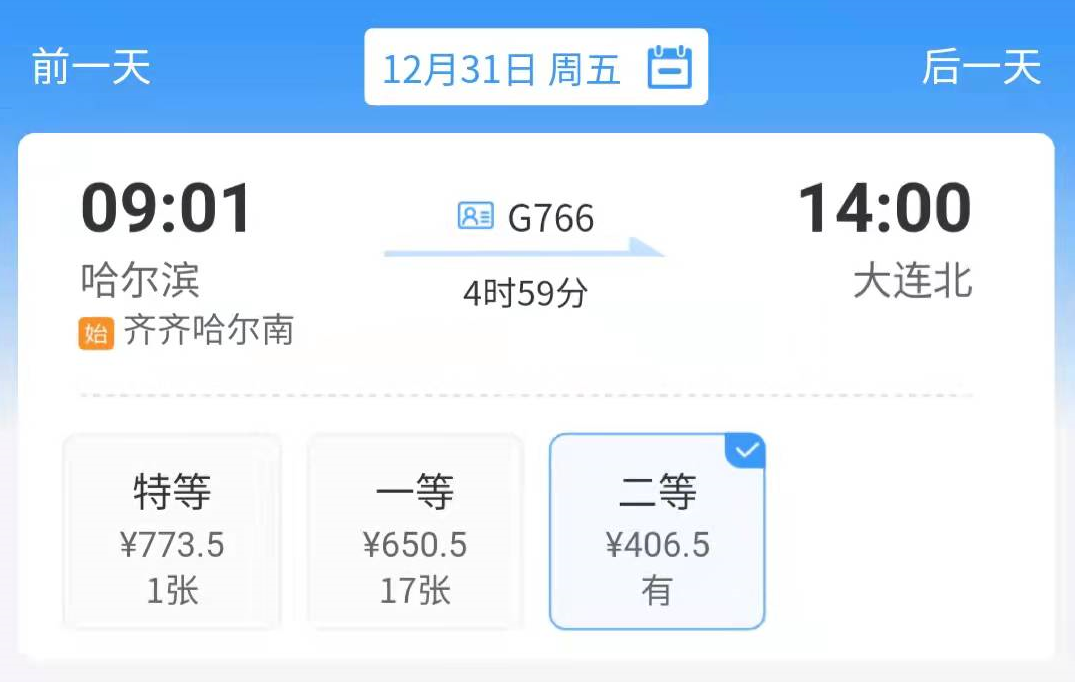 前一天 12月31日 周五 后一天
09:01 G766 14:00
哈尔滨 4时59分 大连北
始 齐齐哈尔南
特等 一等 二等
¥773.5 ¥650.5 ¥406.5
1张 17张 有